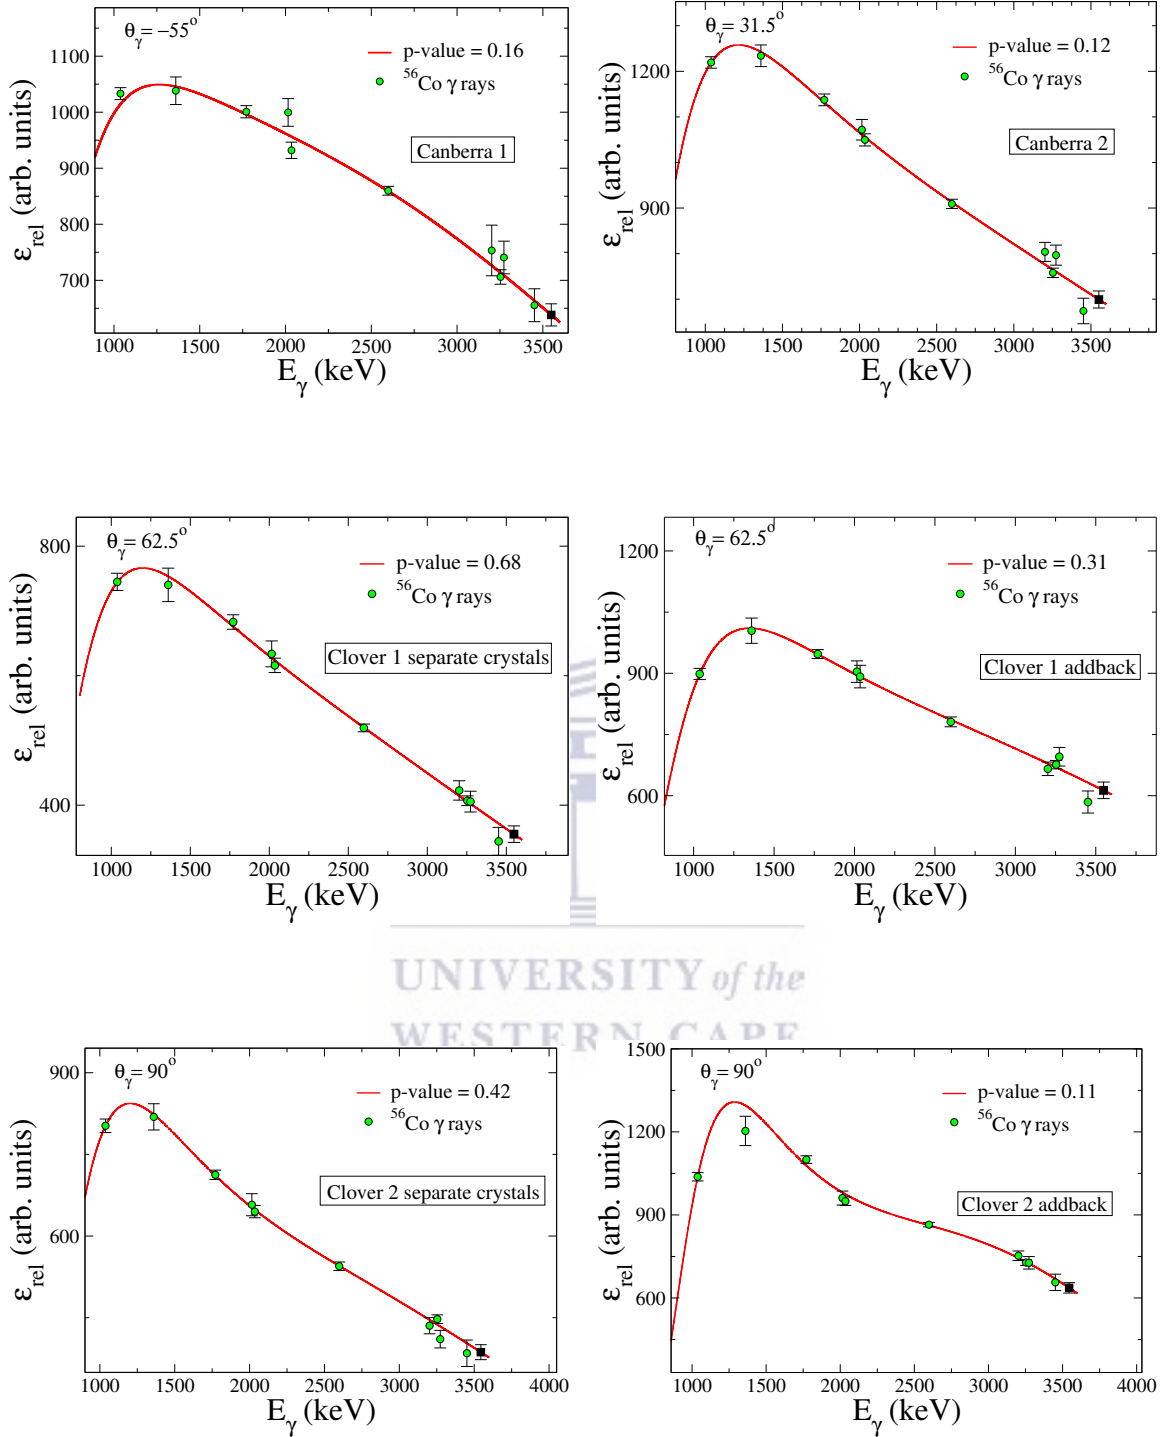 θγ = −55°
p-value = 0.16
56Co γ rays
Canberra 1
εrel (arb. units)
1100
1000
900
800
700
1000 1500 2000 2500 3000 3500
Eγ (keV)
θγ = 31.5°
p-value = 0.12
56Co γ rays
Canberra 2
εrel (arb. units)
1200
900
1000 1500 2000 2500 3000 3500
Eγ (keV)
θγ = 62.5°
p-value = 0.68
56Co γ rays
Clover 1 separate crystals
εrel (arb. units)
800
400
1000 1500 2000 2500 3000 3500
Eγ (keV)
θγ = 62.5°
p-value = 0.31
56Co γ rays
Clover 1 addback
εrel (arb. units)
1200
900
600
1000 1500 2000 2500 3000 3500
Eγ (keV)
UNIVERSITY of the
WESTERN CAPE
θγ = 90°
p-value = 0.42
56Co γ rays
Clover 2 separate crystals
εrel (arb. units)
900
600
1000 1500 2000 2500 3000 3500 4000
Eγ (keV)
θγ = 90°
p-value = 0.11
56Co γ rays
Clover 2 addback
εrel (arb. units)
1500
1200
900
600
1000 1500 2000 2500 3000 3500 4000
Eγ (keV)